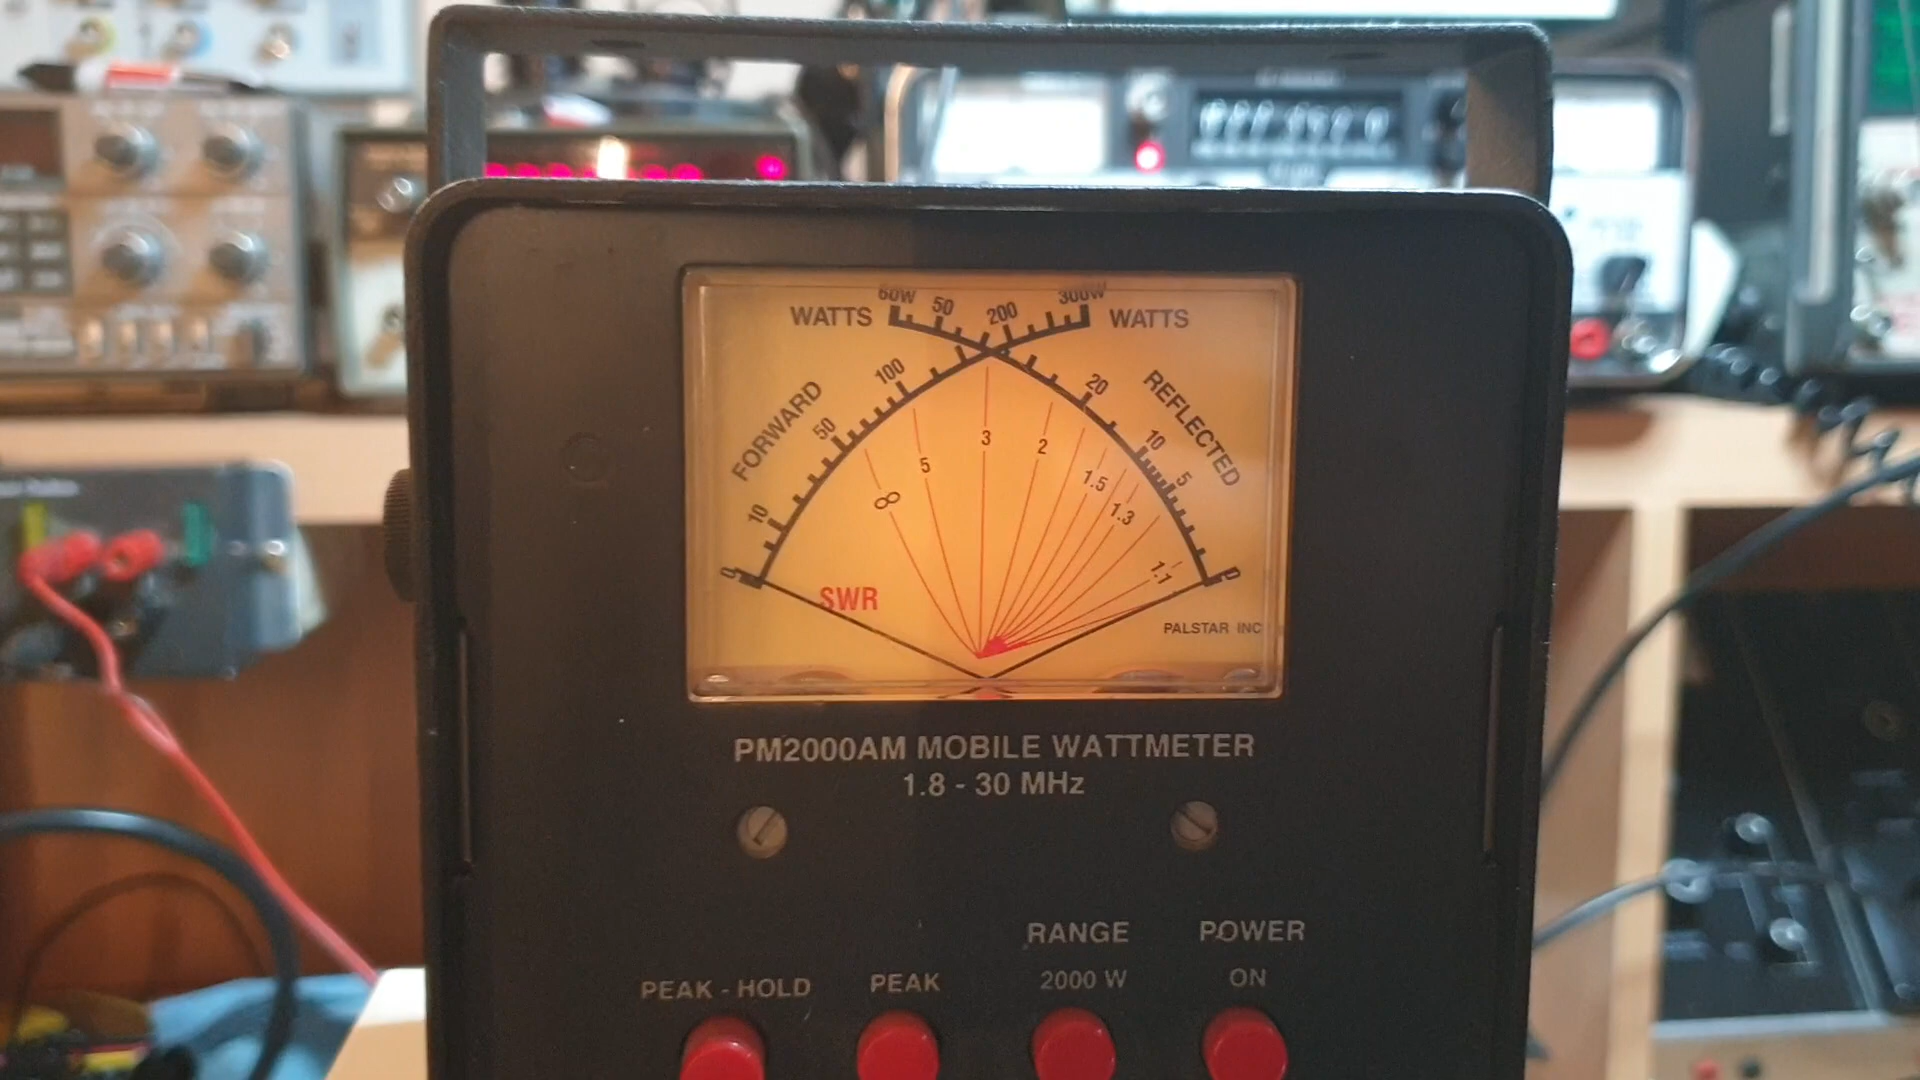 60W 50 200 300W
WATTS WATTS
100 20
FORWARD REFLECTED
50 3 2 10
5 1.5 5
∞ 1.3
10
0 1.1 0
SWR
PALSTAR INC
PM2000AM MOBILE WATTMETER
1.8 - 30 MHz
RANGE POWER
PEAK - HOLD PEAK 2000 W ON